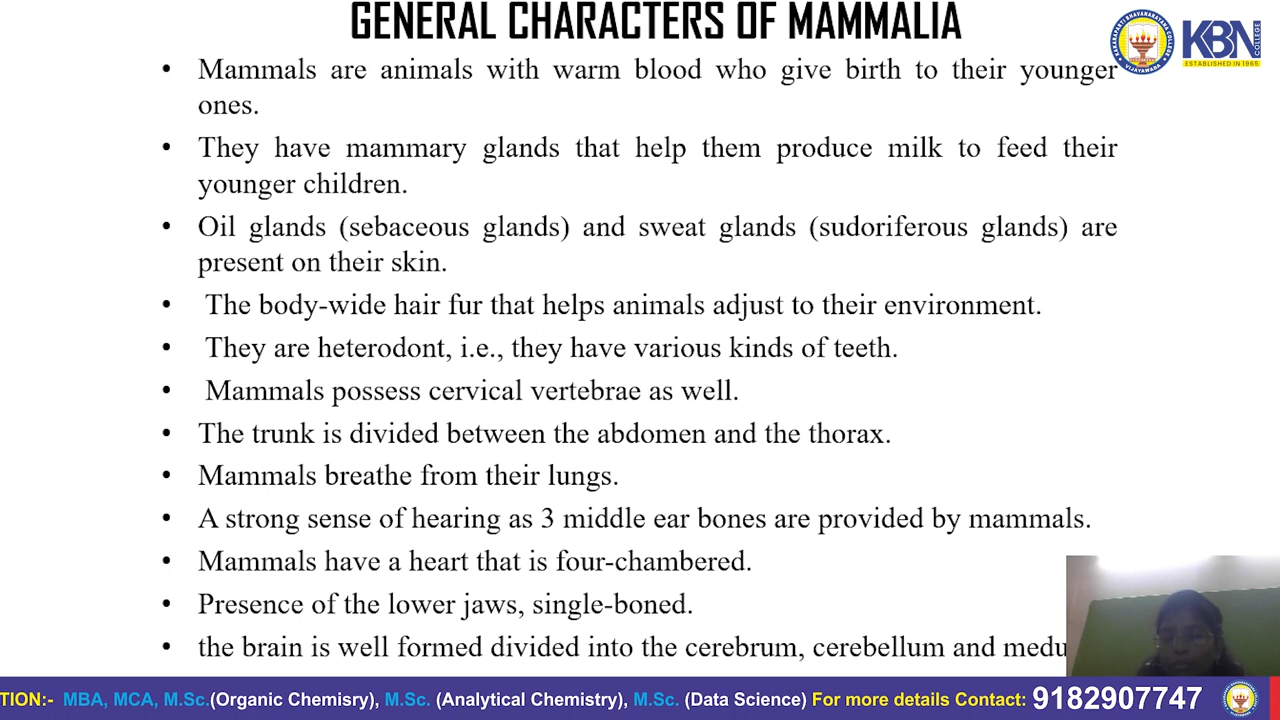 GENERAL CHARACTERS OF MAMMALIA
KBN
COLLEGE
ESTABLISHED IN 1965
• Mammals are animals with warm blood who give birth to their younger
ones.
• They have mammary glands that help them produce milk to feed their
younger children.
• Oil glands (sebaceous glands) and sweat glands (sudoriferous glands) are
present on their skin.
• The body-wide hair fur that helps animals adjust to their environment.
• They are heterodont, i.e., they have various kinds of teeth.
• Mammals possess cervical vertebrae as well.
• The trunk is divided between the abdomen and the thorax.
• Mammals breathe from their lungs.
• A strong sense of hearing as 3 middle ear bones are provided by mammals.
• Mammals have a heart that is four-chambered.
• Presence of the lower jaws, single-boned.
• the brain is well formed divided into the cerebrum, cerebellum and medu
TION:- MBA, MCA, M.Sc.(Organic Chemisry), M.Sc. (Analytical Chemistry), M.Sc. (Data Science) For more details Contact: 9182907747